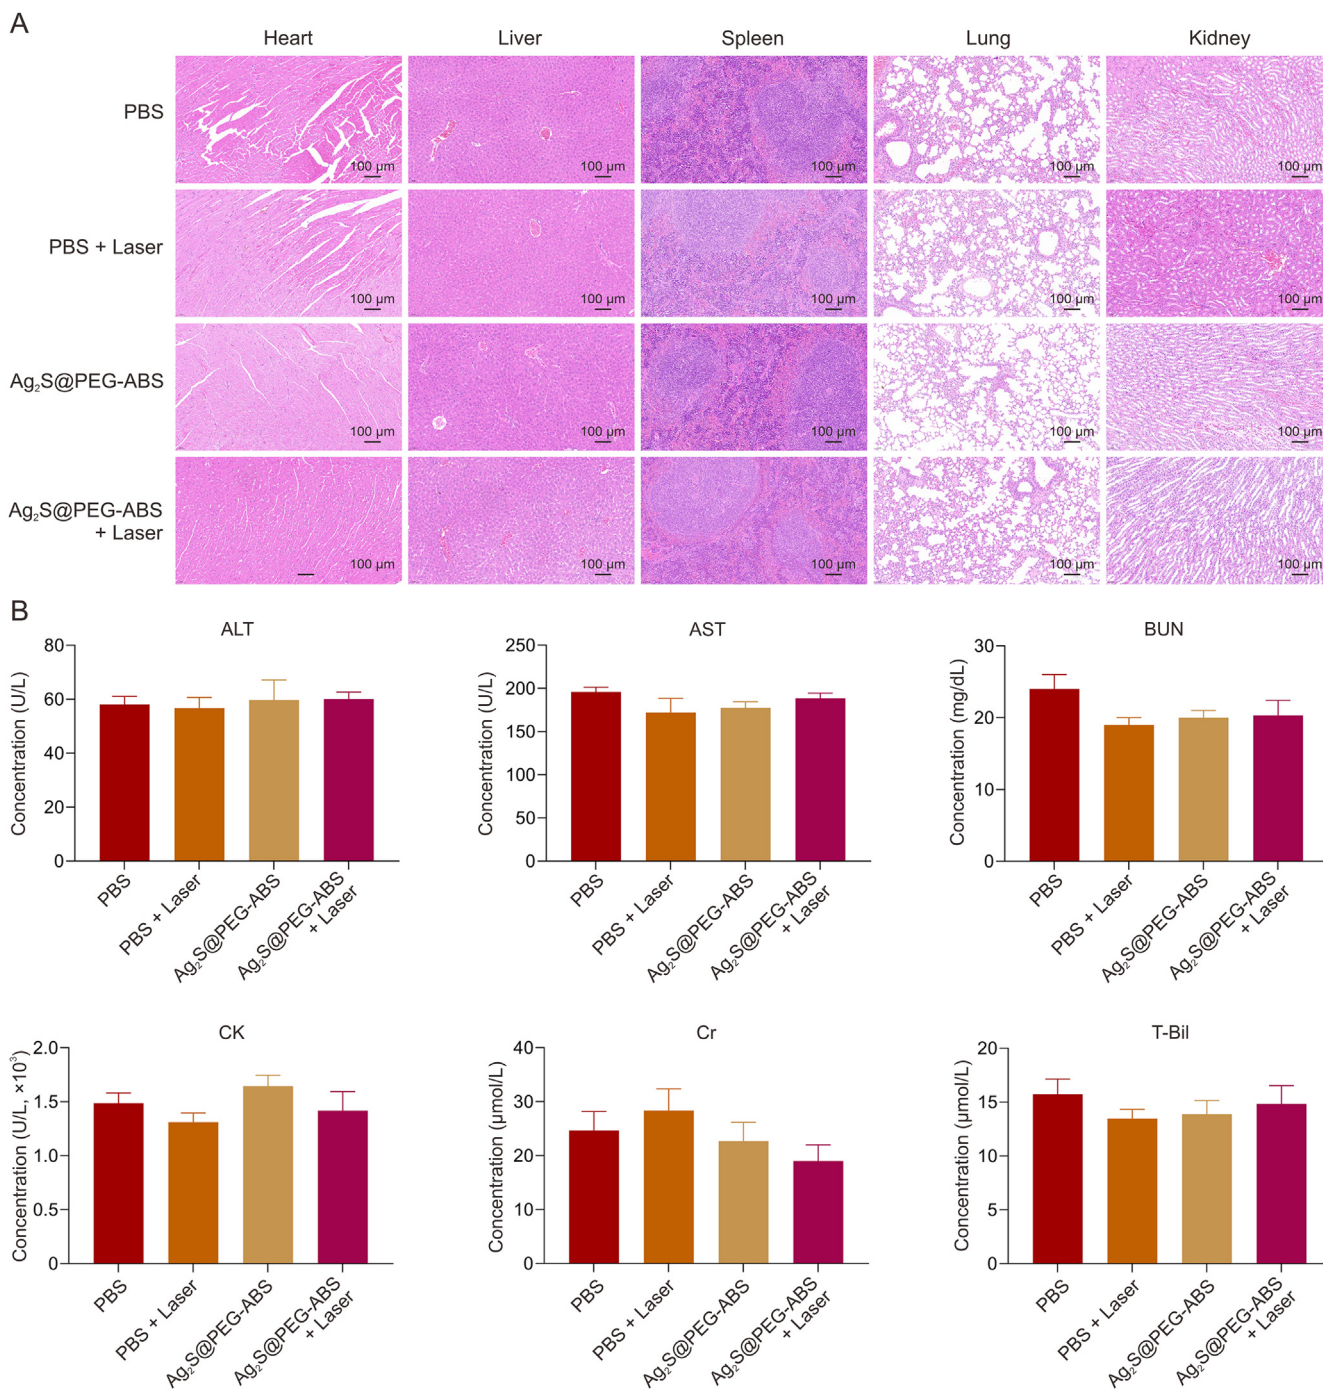 A
Heart Liver Spleen Lung Kidney
PBS
100 µm 100 µm 100 µm 100 µm 100 µm
PBS + Laser
100 µm 100 µm 100 µm 100 µm 100 µm
Ag₂S@PEG-ABS
100 µm 100 µm 100 µm 100 µm 100 µm
Ag₂S@PEG-ABS
+ Laser
100 µm 100 µm 100 µm 100 µm 100 µm
B
ALT
Concentration (U/L)
80
60
40
20
0
PBS
PBS + Laser
Ag₂S@PEG-ABS
Ag₂S@PEG-ABS
+ Laser
AST
Concentration (U/L)
250
200
150
100
50
0
PBS
PBS + Laser
Ag₂S@PEG-ABS
Ag₂S@PEG-ABS
+ Laser
BUN
Concentration (mg/dL)
30
20
10
0
PBS
PBS + Laser
Ag₂S@PEG-ABS
Ag₂S@PEG-ABS
+ Laser
CK
Concentration (U/L, ×10³)
2.0
1.5
1.0
0.5
0
PBS
PBS + Laser
Ag₂S@PEG-ABS
Ag₂S@PEG-ABS
+ Laser
Cr
Concentration (µmol/L)
40
30
20
10
0
PBS
PBS + Laser
Ag₂S@PEG-ABS
Ag₂S@PEG-ABS
+ Laser
T-Bil
Concentration (µmol/L)
20
15
10
5
0
PBS
PBS + Laser
Ag₂S@PEG-ABS
Ag₂S@PEG-ABS
+ Laser